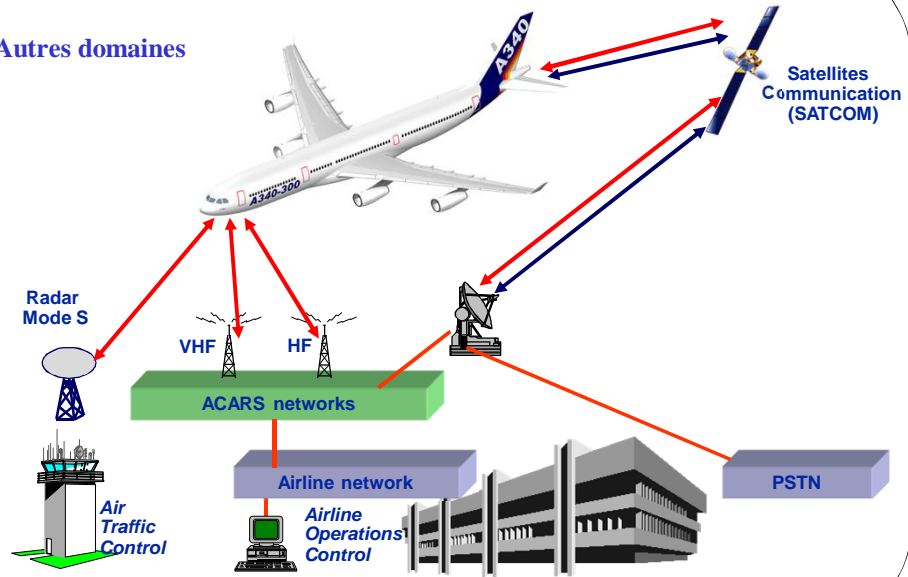 Autres domaines
A340
Satellites
Communication
(SATCOM)
A340-300
Radar
Mode S
VHF
HF
ACARS networks
Airline network
PSTN
Air
Traffic
Control
Airline
Operations
Control